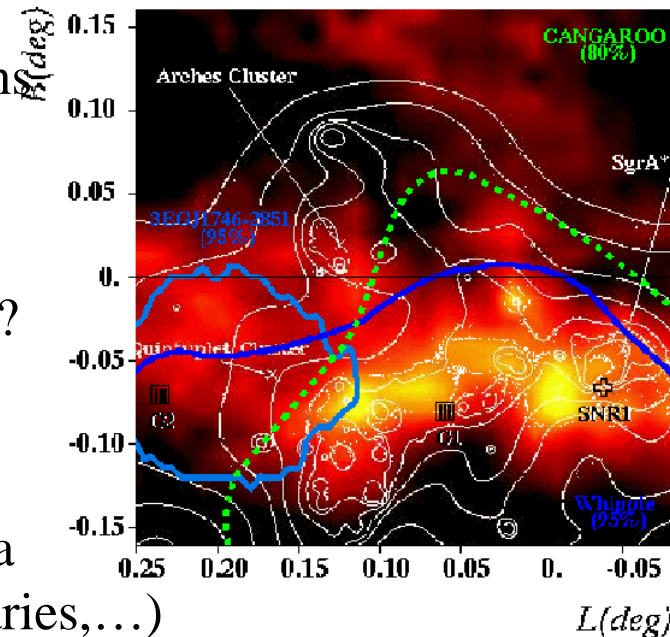 0.15
CANGAROO
(80%)
ns
B(deg)
Arches Cluster
0.10
SgrA*
0.05
3EGJ1746-2851
(95%)
0.
?
-0.05
Quintuplet Cluster
C2
C1
SNR1
-0.10
Whipple
(95%)
-0.15
a
0.25 0.20 0.15 0.10 0.05 0. -0.05
aries,…)
L(deg)